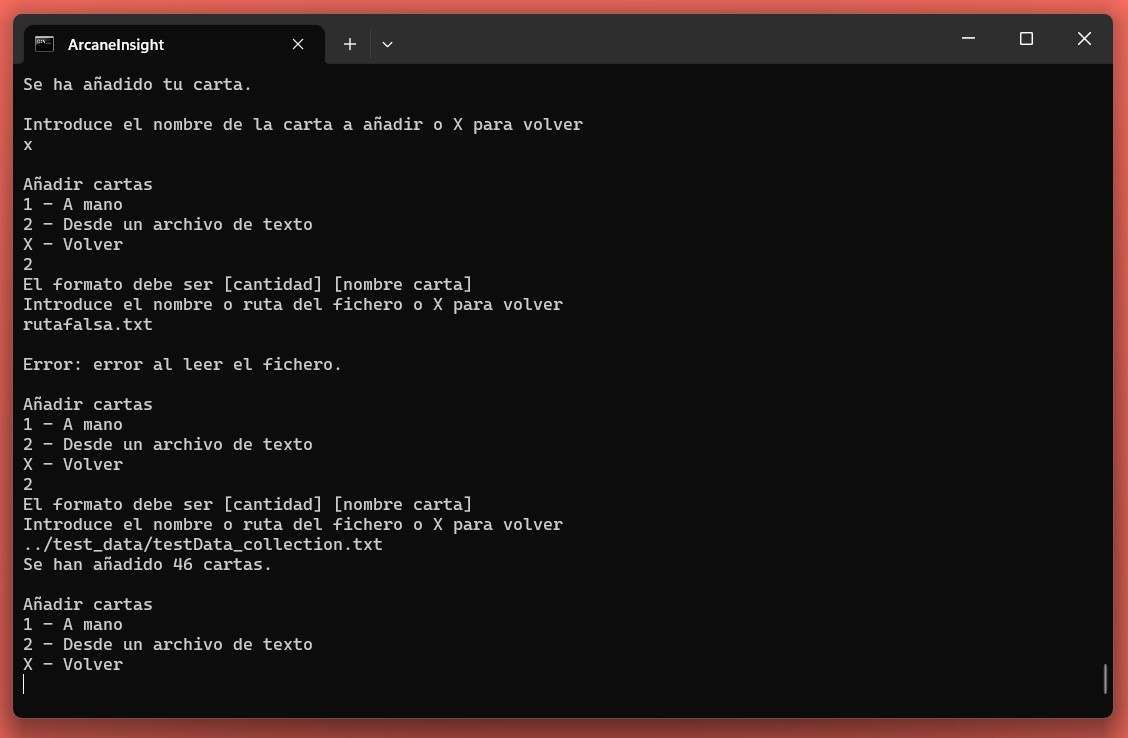 ArcaneInsight
Se ha añadido tu carta.
Introduce el nombre de la carta a añadir o X para volver
x
Añadir cartas
1 - A mano
2 - Desde un archivo de texto
X - Volver
2
El formato debe ser [cantidad] [nombre carta]
Introduce el nombre o ruta del fichero o X para volver
rutafalsa.txt
Error: error al leer el fichero.
Añadir cartas
1 - A mano
2 - Desde un archivo de texto
X - Volver
2
El formato debe ser [cantidad] [nombre carta]
Introduce el nombre o ruta del fichero o X para volver
../test_data/testData_collection.txt
Se han añadido 46 cartas.
Añadir cartas
1 - A mano
2 - Desde un archivo de texto
X - Volver